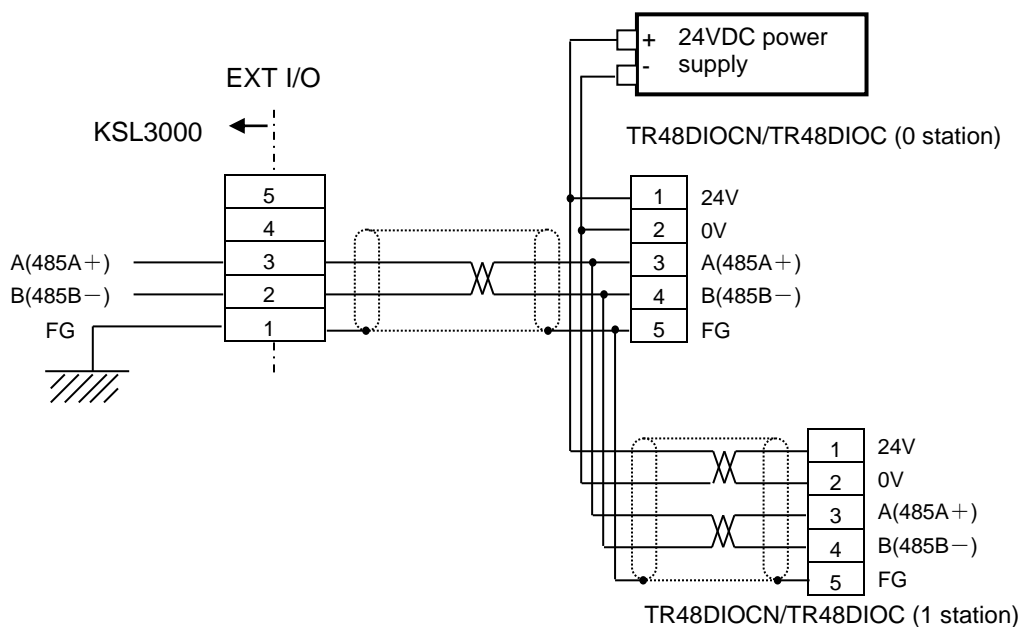 + 24VDC power
- supply
EXT I/O
KSL3000
TR48DIOCN/TR48DIOC (0 station)
5
4
3
2
1
A(485A＋)
B(485B－)
FG
1 24V
2 0V
3 A(485A＋)
4 B(485B－)
5 FG
1 24V
2 0V
3 A(485A＋)
4 B(485B－)
5 FG
TR48DIOCN/TR48DIOC (1 station)